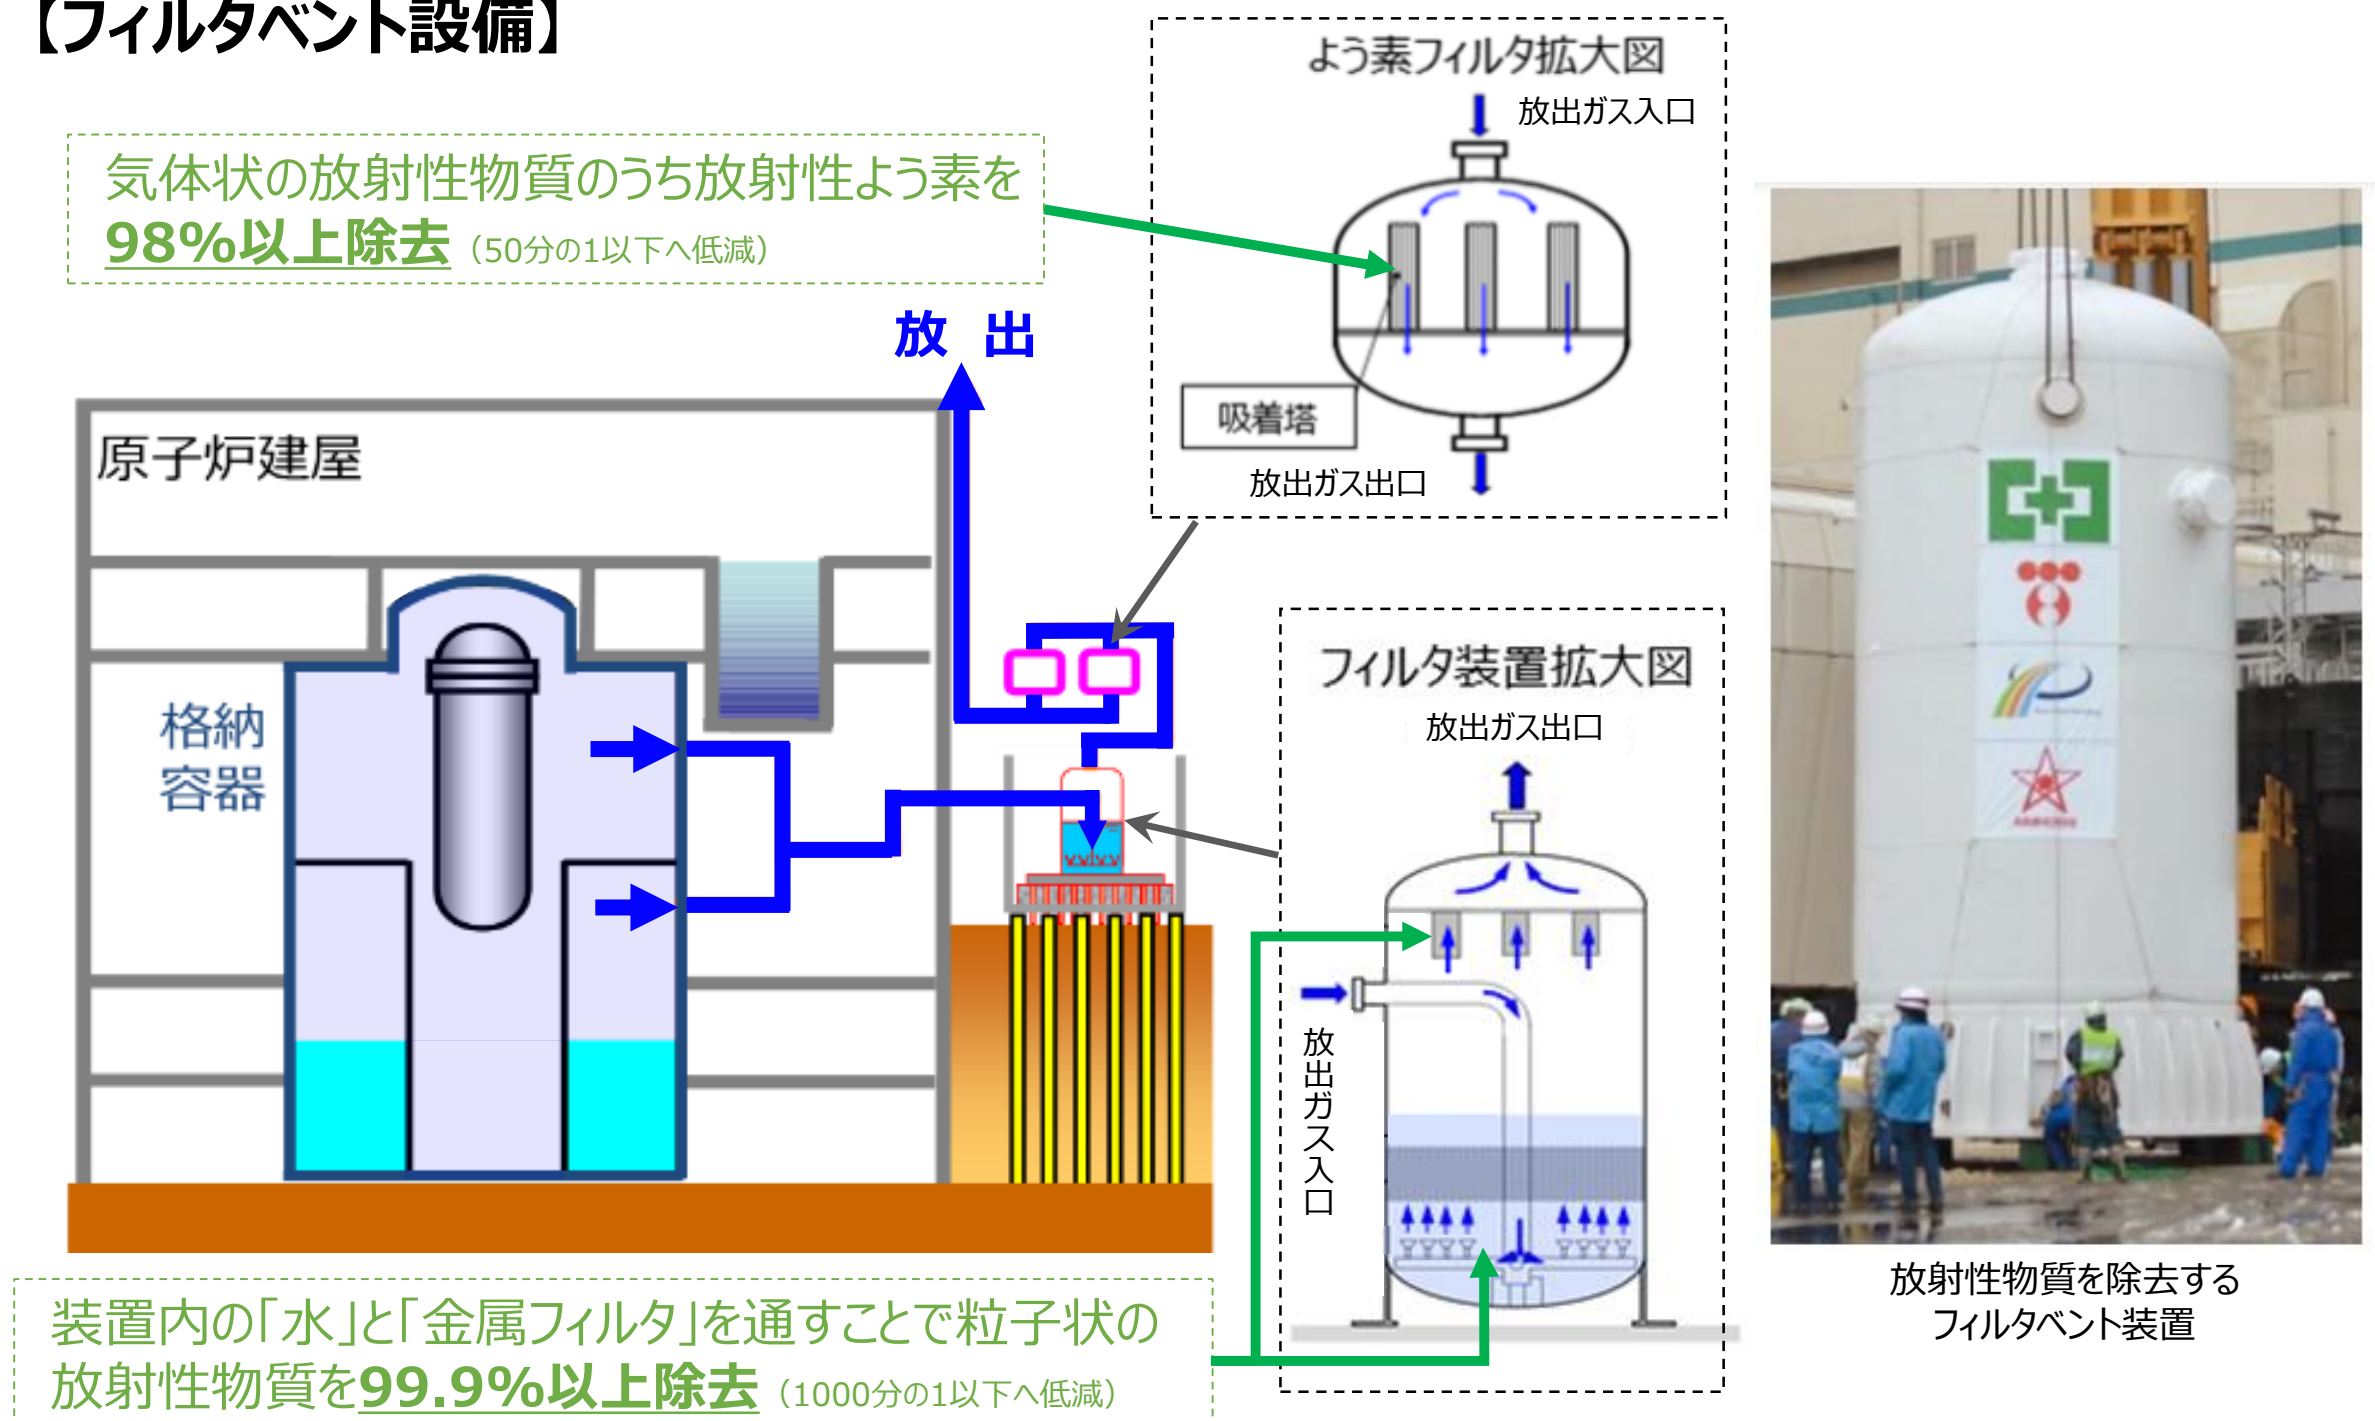 【フィルタベント設備】
よう素フィルタ拡大図
放出ガス入口
気体状の放射性物質のうち放射性よう素を
98%以上除去（50分の1以下へ低減）
放 出
吸着塔
放出ガス出口
原子炉建屋
格納
容器
フィルタ装置拡大図
放出ガス出口
放出ガス入口
装置内の「水」と「金属フィルタ」を通すことで粒子状の
放射性物質を99.9%以上除去（1000分の1以下へ低減）
放射性物質を除去する
フィルタベント装置